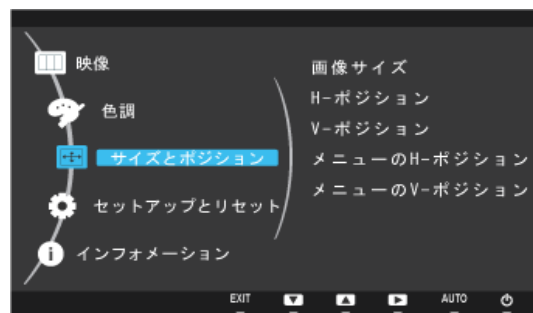 映像
色調
サイズとポジション
セットアップとリセット
インフォメーション
画像サイズ
H-ポジション
V-ポジション
メニューのH-ポジション
メニューのV-ポジション
EXIT AUTO